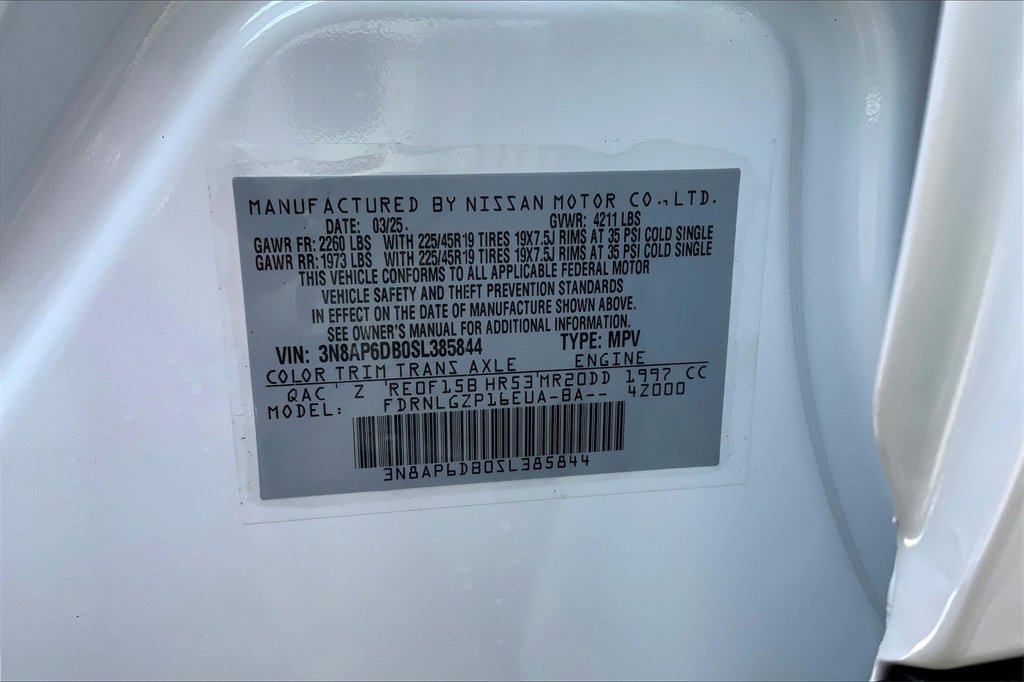 MANUFACTURED BY NISSAN MOTOR CO., LTD.
DATE: 03/25. GVWR: 4211 LBS
GAWR FR: 2260 LBS WITH 225/45R19 TIRES 19X7.5J RIMS AT 35 PSI COLD SINGLE
GAWR RR: 1973 LBS WITH 225/45R19 TIRES 19X7.5J RIMS AT 35 PSI COLD SINGLE
THIS VEHICLE CONFORMS TO ALL APPLICABLE FEDERAL MOTOR
VEHICLE SAFETY AND THEFT PREVENTION STANDARDS
IN EFFECT ON THE DATE OF MANUFACTURE SHOWN ABOVE.
SEE OWNER'S MANUAL FOR ADDITIONAL INFORMATION.
VIN: 3N8AP6DB0SL385844 TYPE: MPV
COLOR TRIM TRANS AXLE ENGINE
QAC Z RE0F15B HR53 MR20DD 1997 CC
MODEL: FDRNLGZP16EUA-BA-- 4Z000
3N8AP6DB0SL385844